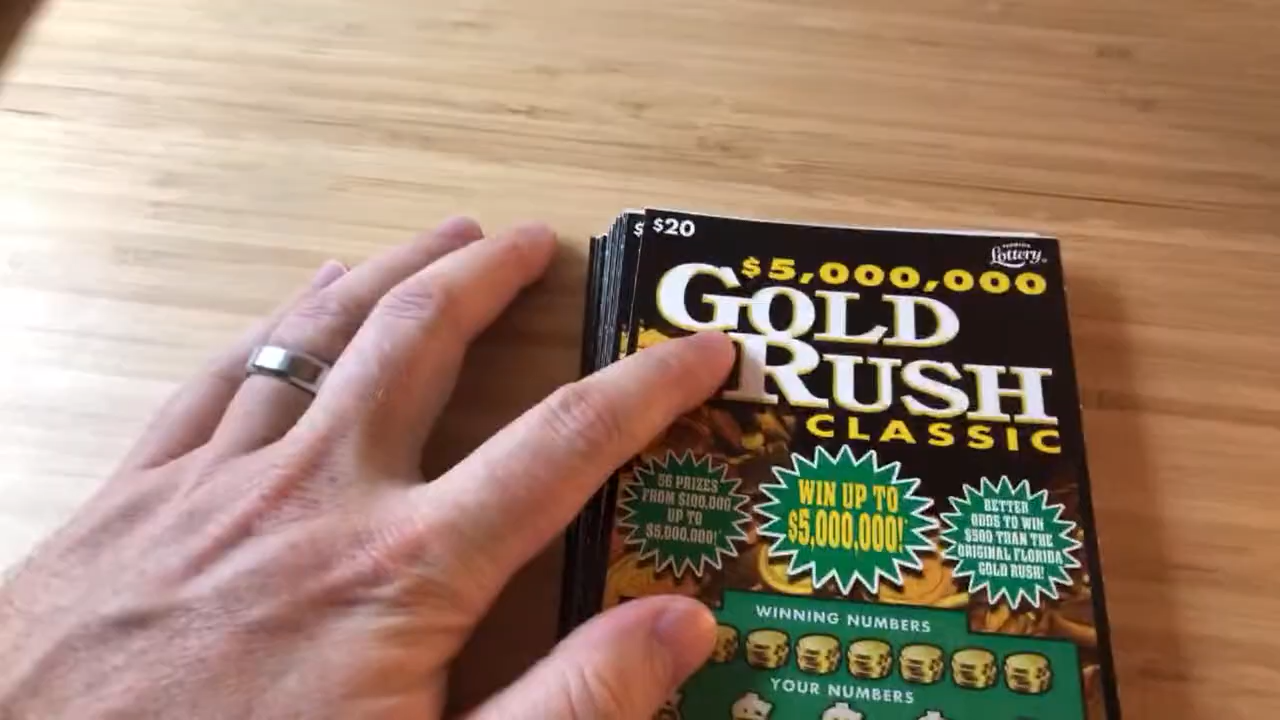 $ $20
FLORIDA
Lottery
$5,000,000
GOLD
RUSH
CLASSIC
56 PRIZES
FROM $100,000
UP TO
$5,000,000!
WIN UP TO
$5,000,000!
BETTER
ODDS TO WIN
$500 THAN THE
ORIGINAL FLORIDA
GOLD RUSH!
WINNING NUMBERS
YOUR NUMBERS